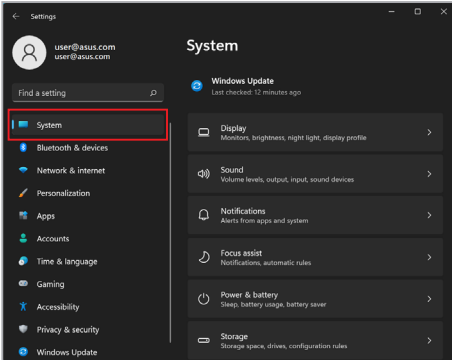 Settings
user@asus.com
user@asus.com
Find a setting
System
Bluetooth & devices
Network & internet
Personalization
Apps
Accounts
Time & language
Gaming
Accessibility
Privacy & security
Windows Update
System
Windows Update
Last checked: 12 minutes ago
Display
Monitors, brightness, night light, display profile
Sound
Volume levels, output, input, sound devices
Notifications
Alerts from apps and system
Focus assist
Notifications, automatic rules
Power & battery
Sleep, battery usage, battery saver
Storage
Storage space, drives, configuration rules